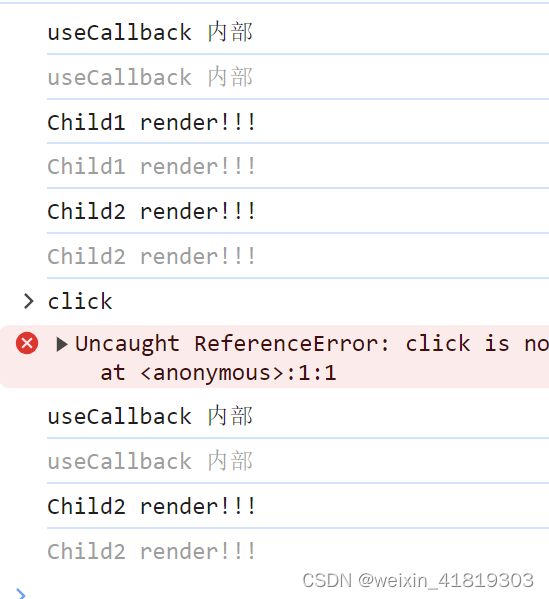 useCallback 内部
useCallback 内部
Child1 render!!!
Child1 render!!!
Child2 render!!!
Child2 render!!!
click
Uncaught ReferenceError: click is no
at <anonymous>:1:1
useCallback 内部
useCallback 内部
Child2 render!!!
Child2 render!!!
CSDN @weixin_41819303